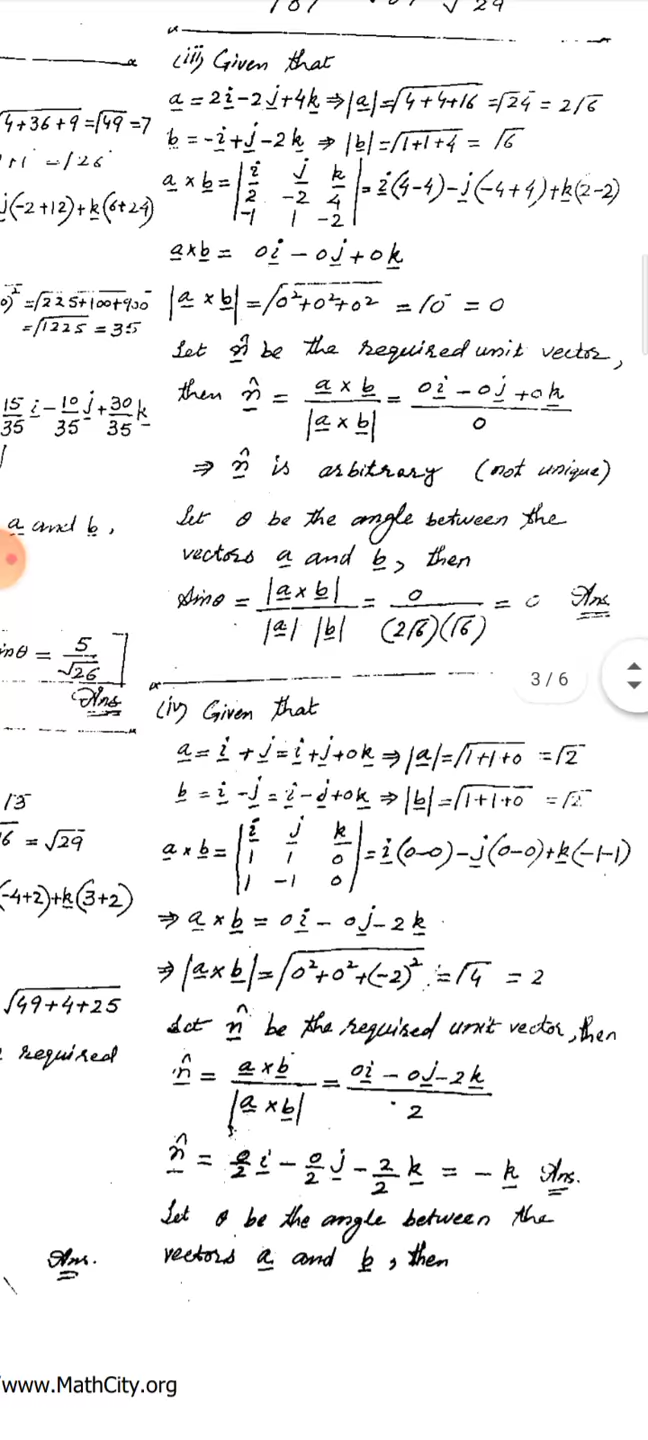 √29
(iii) Given that
a = 2i-2j+4k ⇒ |a| = √4+4+16 = √24 = 2√6
b = -i+j-2k ⇒ |b| = √1+1+4 = √6
a × b = | i j k
2 -2 4
-1 1 -2 | = i(4-4)-j(-4+4)+k(2-2)
a×b = 0i - 0j + 0k
|a × b| = √0²+0²+0² = √0 = 0
Let n̂ be the required unit vector,
then n̂ = a × b / |a × b| = 0i - 0j + 0k / 0
⇒ n̂ is arbitrary (not unique)
Let θ be the angle between the
vectors a and b, then
Sinθ = |a × b| / |a| |b| = 0 / (2√6)(√6) = 0 Ans
(iv) Given that
a = i + j = i + j + 0k ⇒ |a| = √1+1+0 = √2
b = i - j = i - j + 0k ⇒ |b| = √1+1+0 = √2
a × b = | i j k
1 1 0
1 -1 0 | = i(0-0)-j(0-0)+k(-1-1)
⇒ a × b = 0i - 0j - 2k
⇒ |a × b| = √0²+0²+(-2)² = √4 = 2
Let n̂ be the required unit vector, then
n̂ = a × b / |a × b| = 0i - 0j - 2k / 2
n̂ = 0/2 i - 0/2 j - 2/2 k = - k Ans.
Let θ be the angle between the
vectors a and b, then
√4+36+9 = √49 = 7
j(-2+12)+k(6+24)
= √225+100+900
= √1225 = 35
15/35 i - 10/35 j + 30/35 k
a and b,
inθ = 5/√26
Ans
= √29
(-4+2)+k(3+2)
√49+4+25
required
Ans.
3/6
/www.MathCity.org